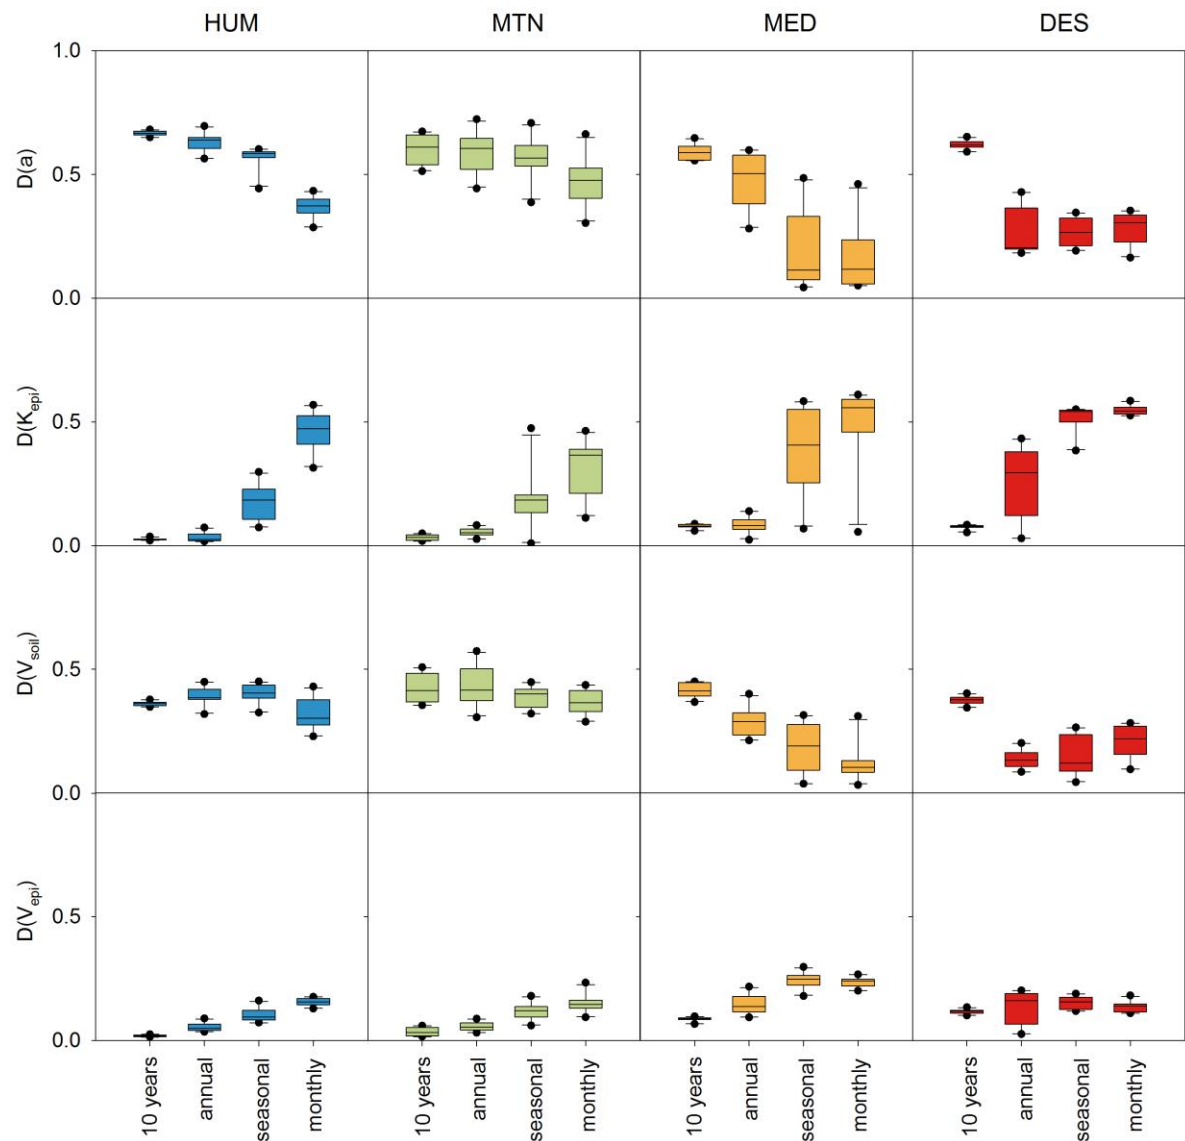 HUM MTN MED DES
1.0
D(a)
0.5
0.0
D(Kepi)
0.5
0.0
D(Vsoil)
0.5
0.0
D(Vepi)
0.5
0.0
10 years annual seasonal monthly 10 years annual seasonal monthly 10 years annual seasonal monthly 10 years annual seasonal monthly